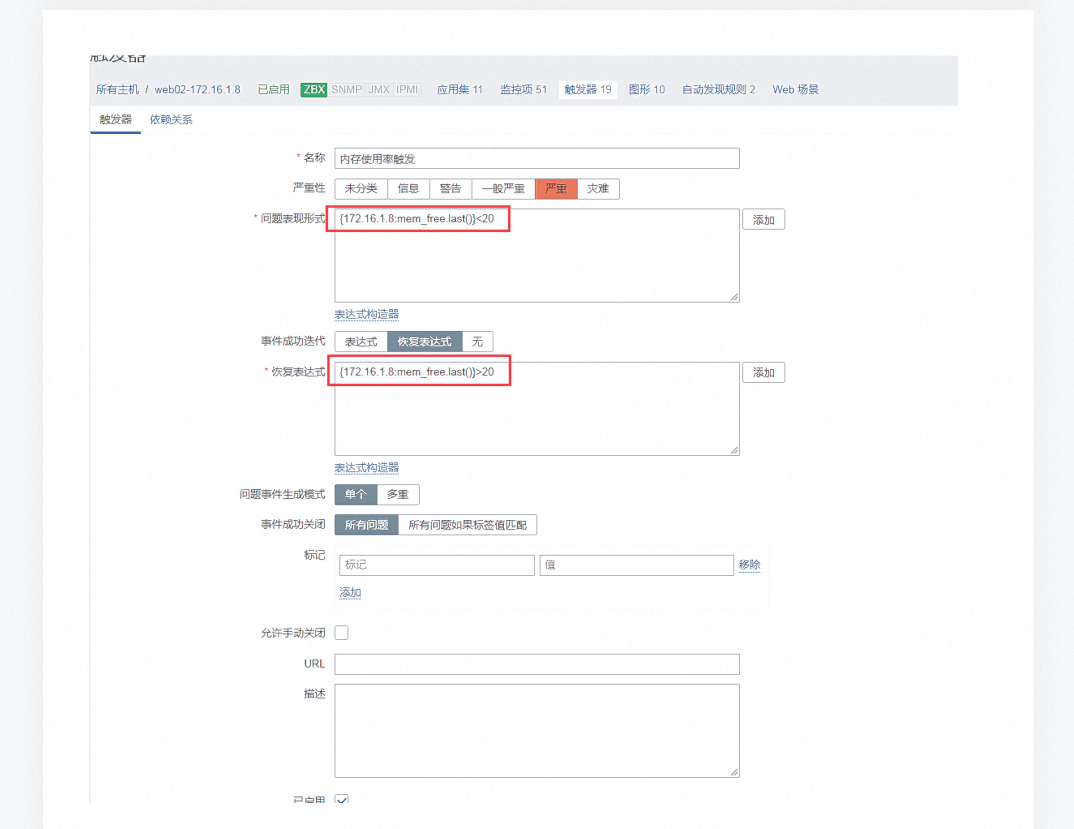 触发器
所有主机 / web02-172.16.1.8 已启用 ZBX SNMP JMX IPMI 应用集 11 监控项 51 触发器 19 图形 10 自动发现规则 2 Web 场景
触发器 依赖关系
* 名称 内存使用率触发
严重性 未分类 信息 警告 一般严重 严重 灾难
* 问题表现形式 {172.16.1.8:mem_free.last()}<20 添加
表达式构造器
事件成功迭代 表达式 恢复表达式 无
* 恢复表达式 {172.16.1.8:mem_free.last()}>20 添加
表达式构造器
问题事件生成模式 单个 多重
事件成功关闭 所有问题 所有问题如果标签值匹配
标记 标记 值 移除
添加
允许手动关闭
URL
描述
已启用